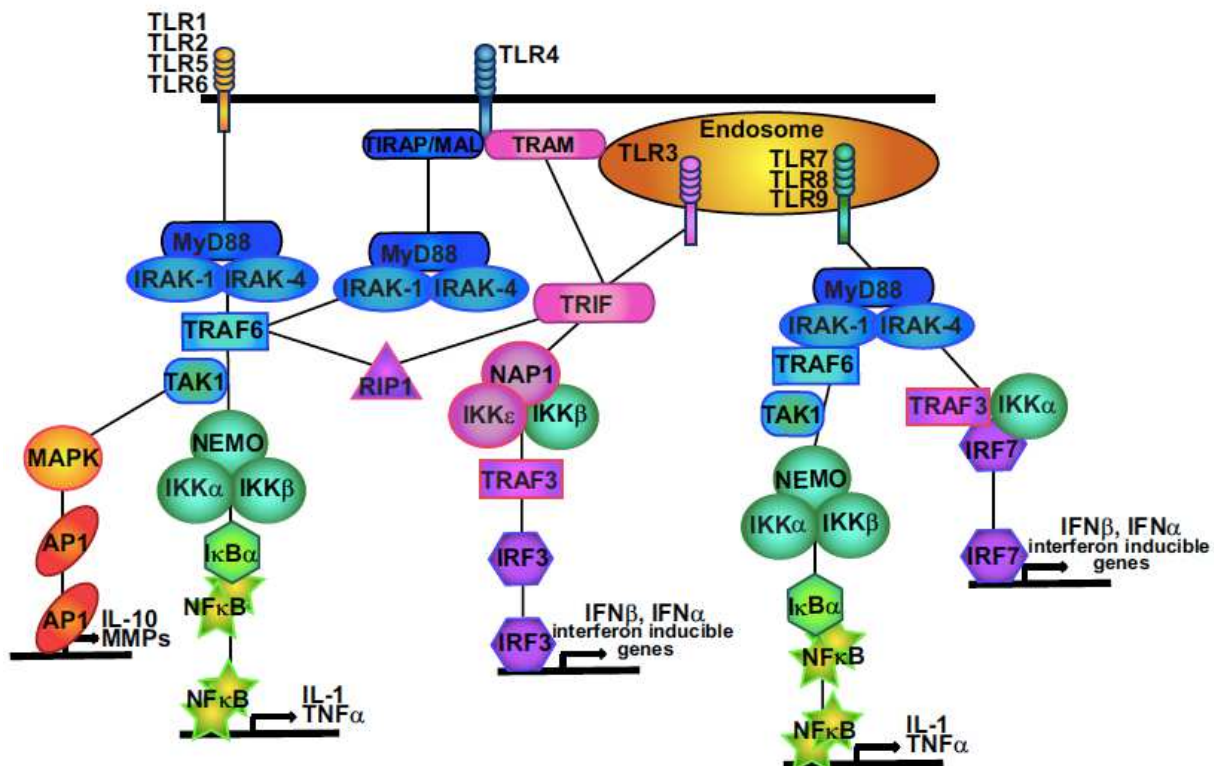 TLR1
TLR2
TLR5
TLR6
TLR4
TIRAP/MAL
TRAM
Endosome
TLR3
TLR7
TLR8
TLR9
MyD88
IRAK-1
IRAK-4
TRAF6
TAK1
MAPK
AP1
AP1
IL-10
MMPs
NEMO
IKKα
IKKβ
IκBα
NFκB
NFκB
IL-1
TNFα
MyD88
IRAK-1
IRAK-4
RIP1
TRIF
NAP1
IKKε
IKKβ
TRAF3
IRF3
IRF3
IFNβ, IFNα
interferon inducible
genes
MyD88
IRAK-1
IRAK-4
TRAF6
TAK1
NEMO
IKKα
IKKβ
IκBα
NFκB
NFκB
IL-1
TNFα
TRAF3
IKKα
IRF7
IRF7
IFNβ, IFNα
interferon inducible
genes